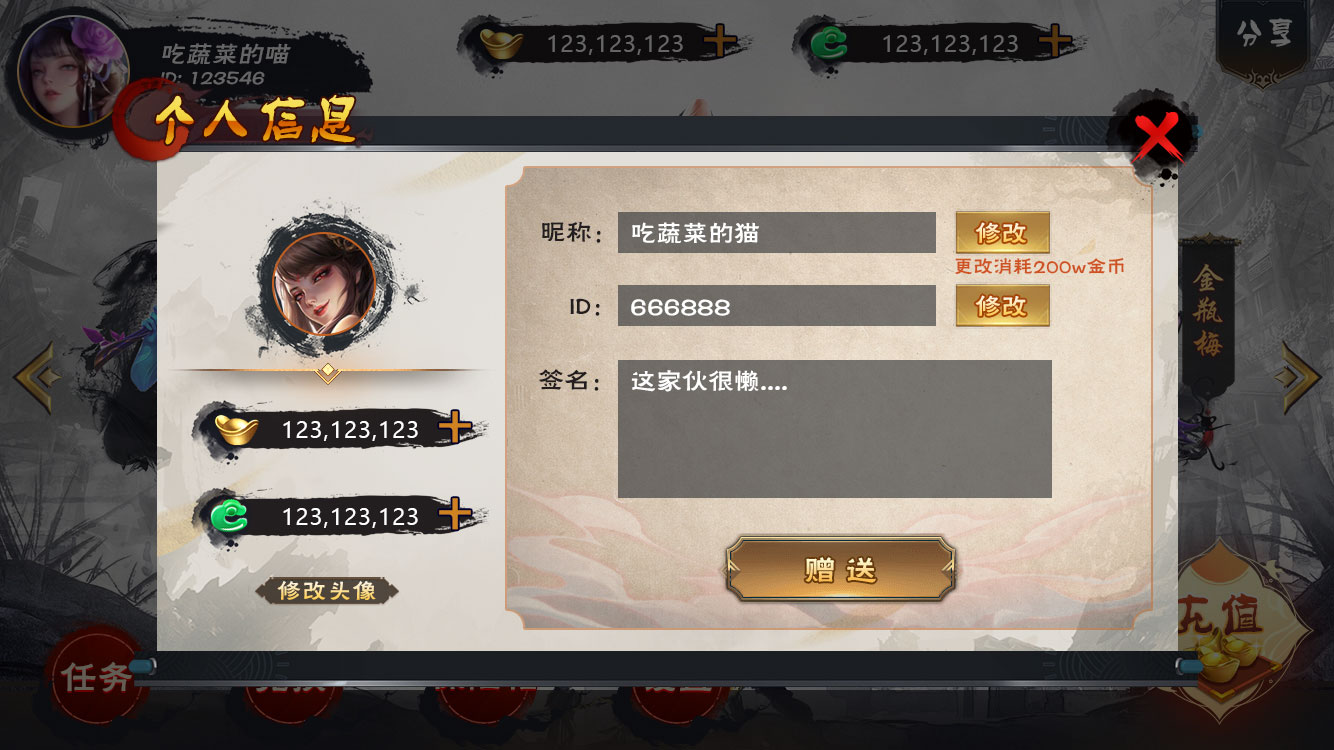 吃蔬菜的喵
ID: 123546
123,123,123
123,123,123
分享
个人信息
昵称：
吃蔬菜的猫
修改
更改消耗200w金币
ID：
666888
修改
签名：
这家伙很懒....
123,123,123
123,123,123
修改头像
赠送
金瓶梅
充值
任务